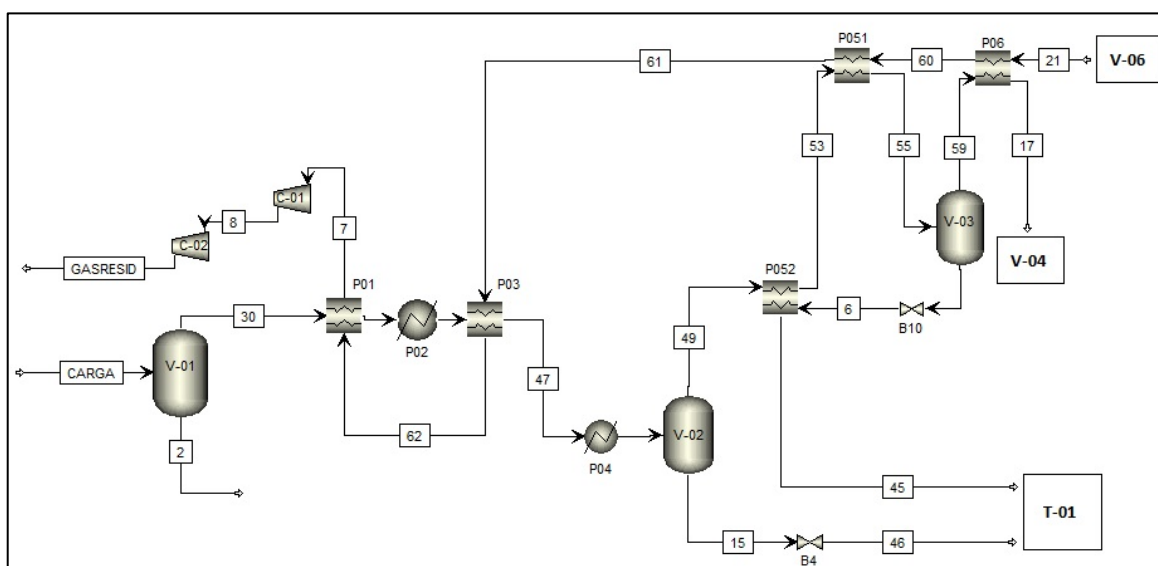 P051
P06
61
60
21
V-06
53
55
59
17
C-01
8
7
C-02
V-03
V-04
GASRESID
P01
P03
P052
30
6
B10
49
V-01
P02
CARGA
47
62
V-02
2
P04
45
T-01
15
46
B4